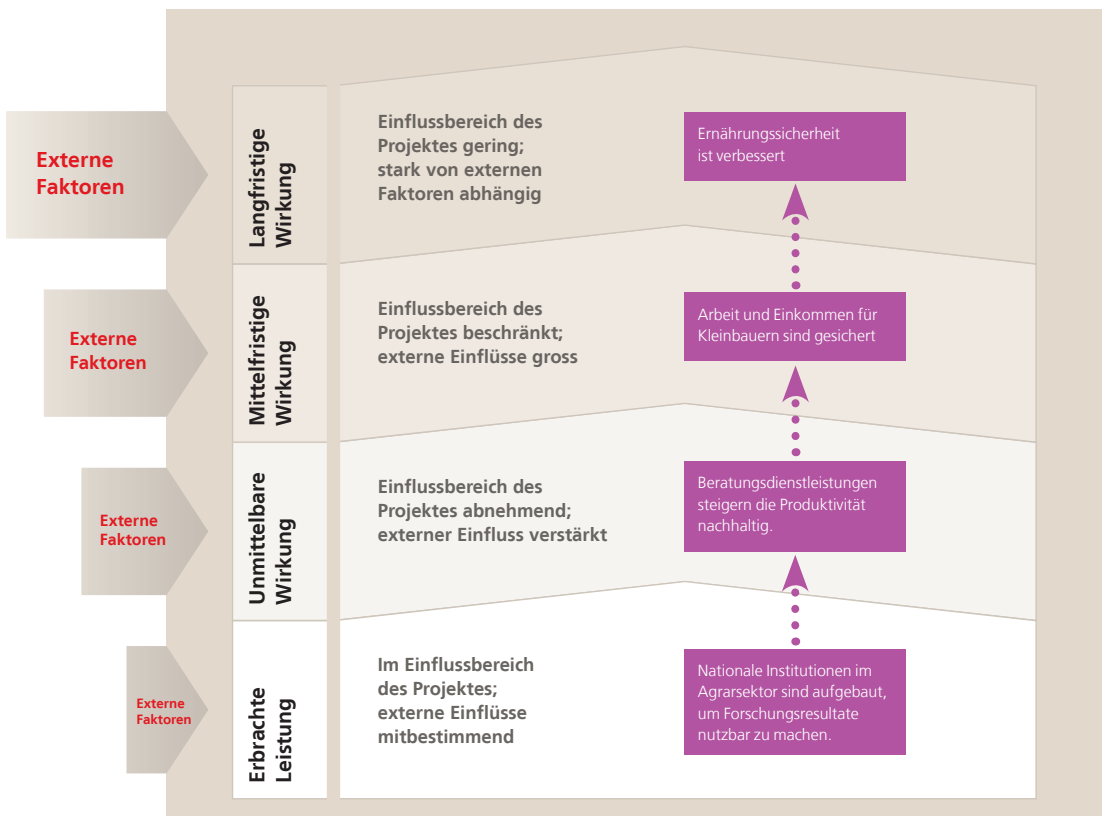 Externe
Faktoren
Langfristige
Wirkung
Einflussbereich des
Projektes gering;
stark von externen
Faktoren abhängig
Ernährungssicherheit
ist verbessert
Externe
Faktoren
Mittelfristige
Wirkung
Einflussbereich des
Projektes beschränkt;
externe Einflüsse gross
Arbeit und Einkommen für
Kleinbauern sind gesichert
Externe
Faktoren
Unmittelbare
Wirkung
Einflussbereich des
Projektes abnehmend;
externer Einfluss verstärkt
Beratungsdienstleistungen
steigern die Produktivität
nachhaltig.
Externe
Faktoren
Erbrachte
Leistung
Im Einflussbereich
des Projektes;
externe Einflüsse
mitbestimmend
Nationale Institutionen im
Agrarsektor sind aufgebaut,
um Forschungsresultate
nutzbar zu machen.